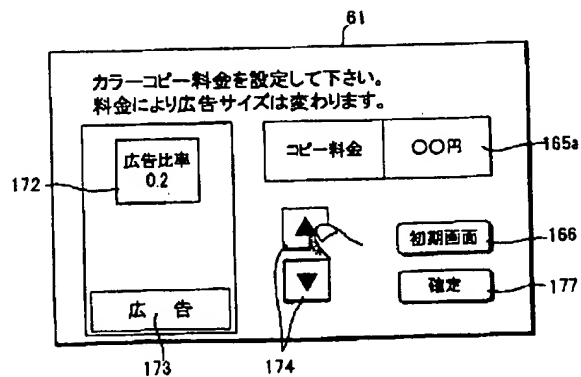 61
カラーコピー料金を設定して下さい。
料金により広告サイズは変わります。
広告比率
0.2
172
コピー料金
〇〇円
165a
初期画面
166
確定
177
広 告
173
174